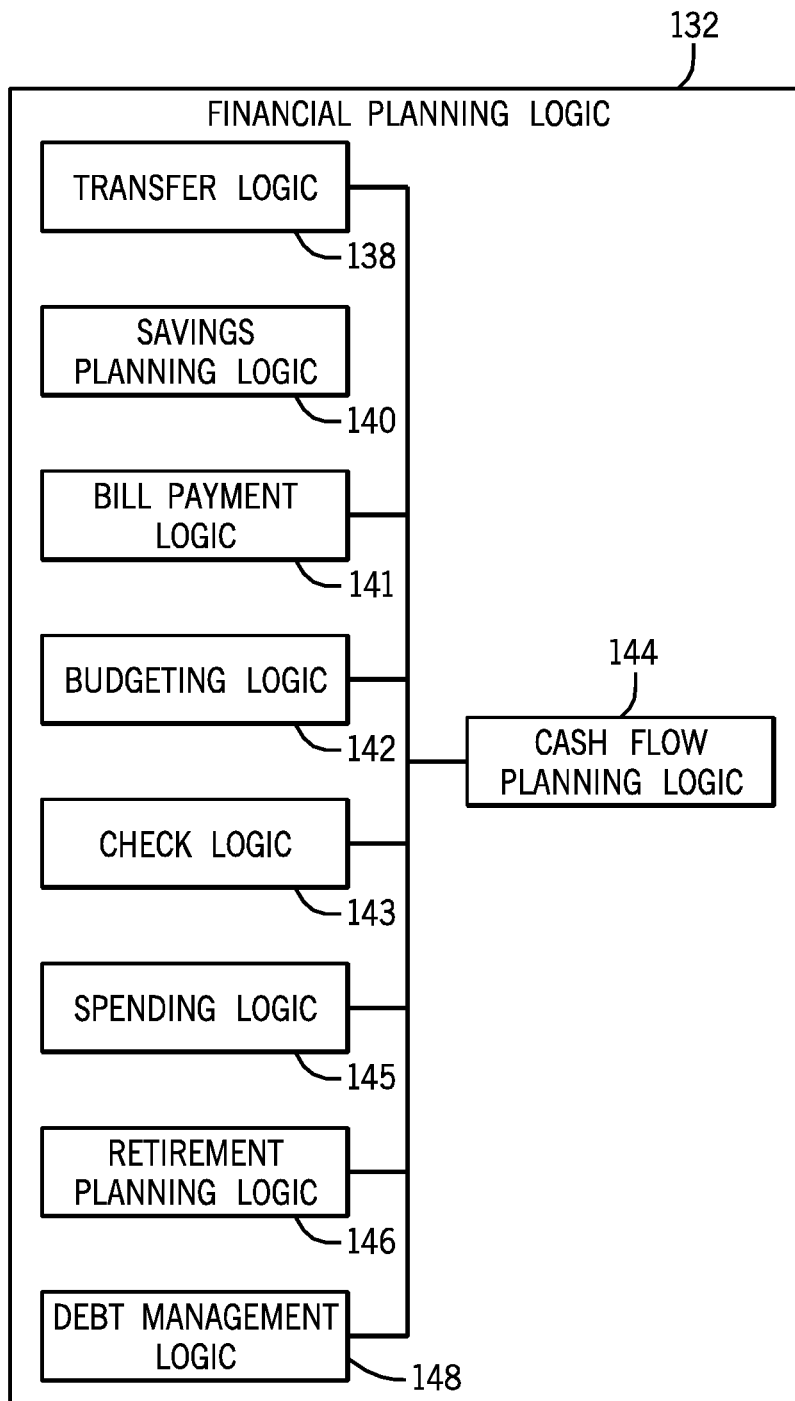 132
FINANCIAL PLANNING LOGIC
TRANSFER LOGIC
138
SAVINGS
PLANNING LOGIC
140
BILL PAYMENT
LOGIC
141
BUDGETING LOGIC
142
144
CASH FLOW
PLANNING LOGIC
CHECK LOGIC
143
SPENDING LOGIC
145
RETIREMENT
PLANNING LOGIC
146
DEBT MANAGEMENT
LOGIC
148